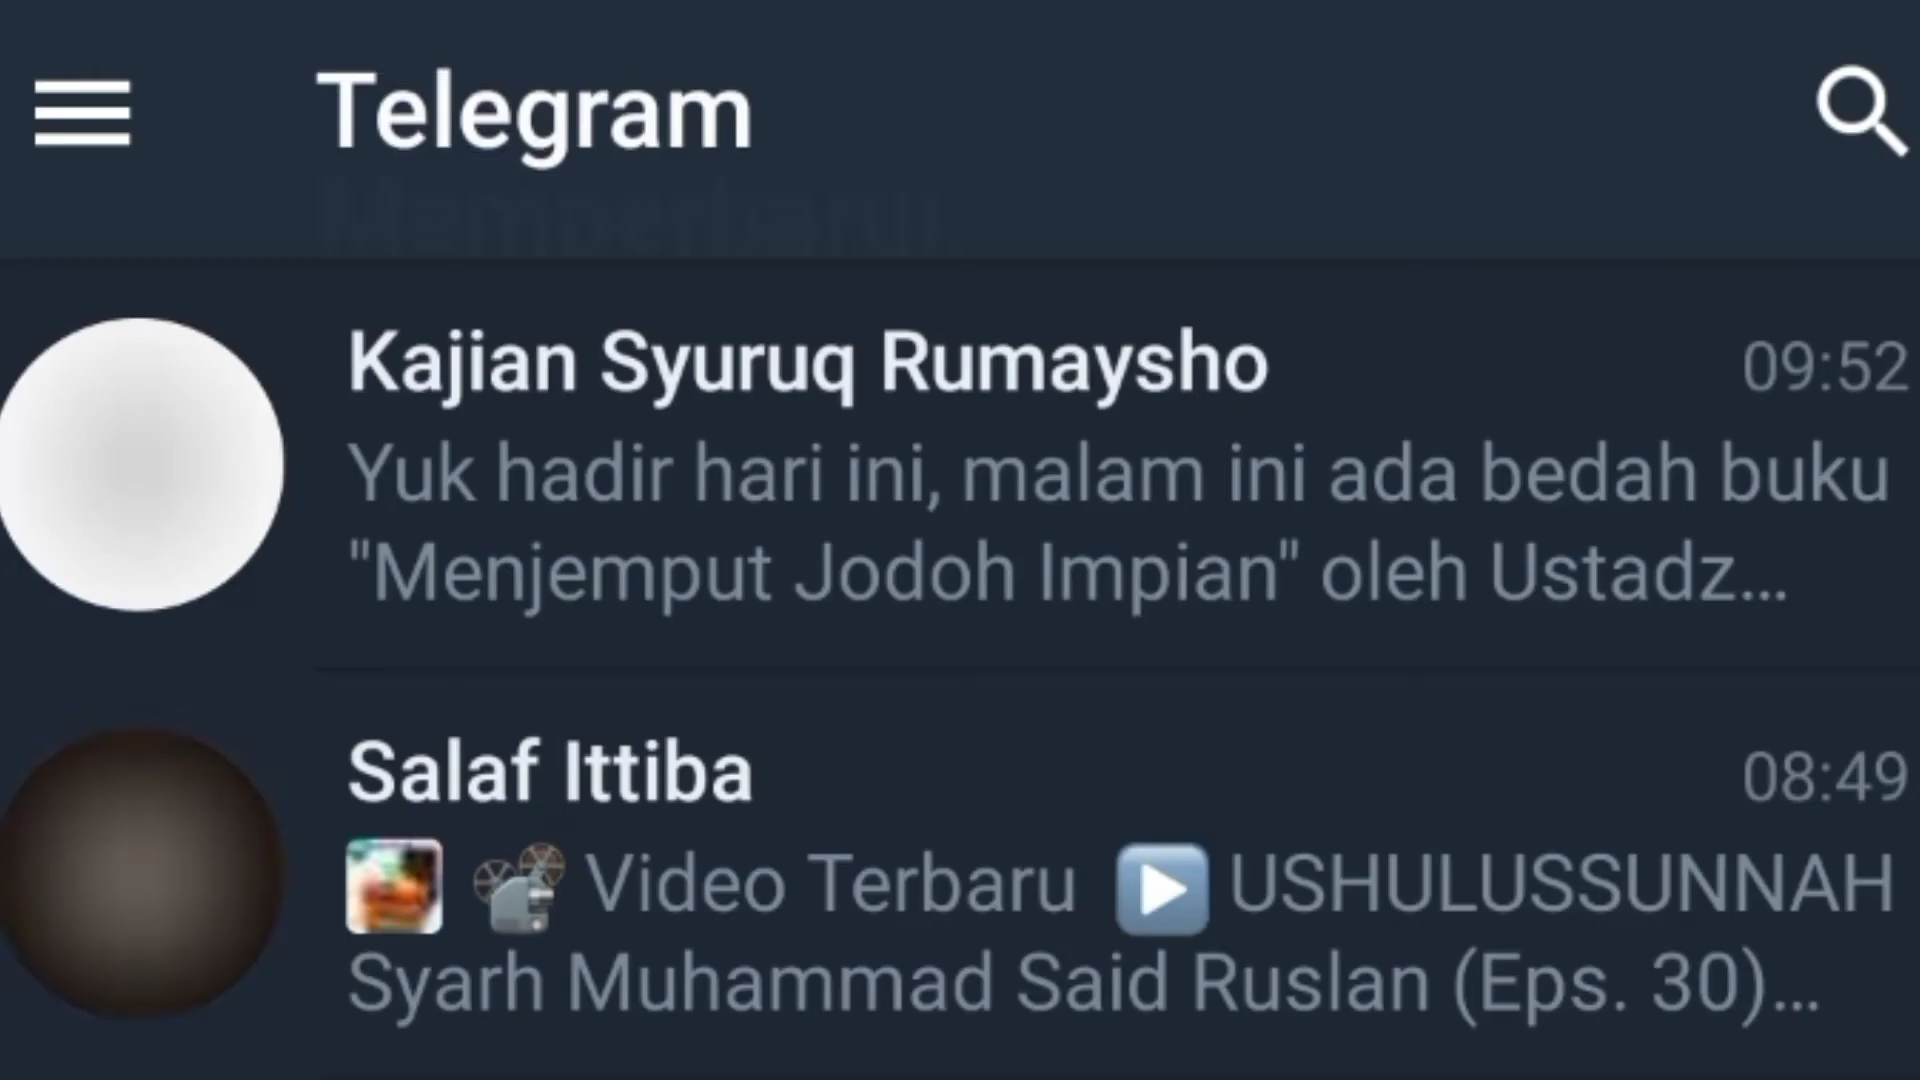 Telegram
Memperbarui..
Kajian Syuruq Rumaysho
09:52
Yuk hadir hari ini, malam ini ada bedah buku
"Menjemput Jodoh Impian" oleh Ustadz...
Salaf Ittiba
08:49
📽 Video Terbaru ▶ USHULUSSUNNAH
Syarh Muhammad Said Ruslan (Eps. 30)...